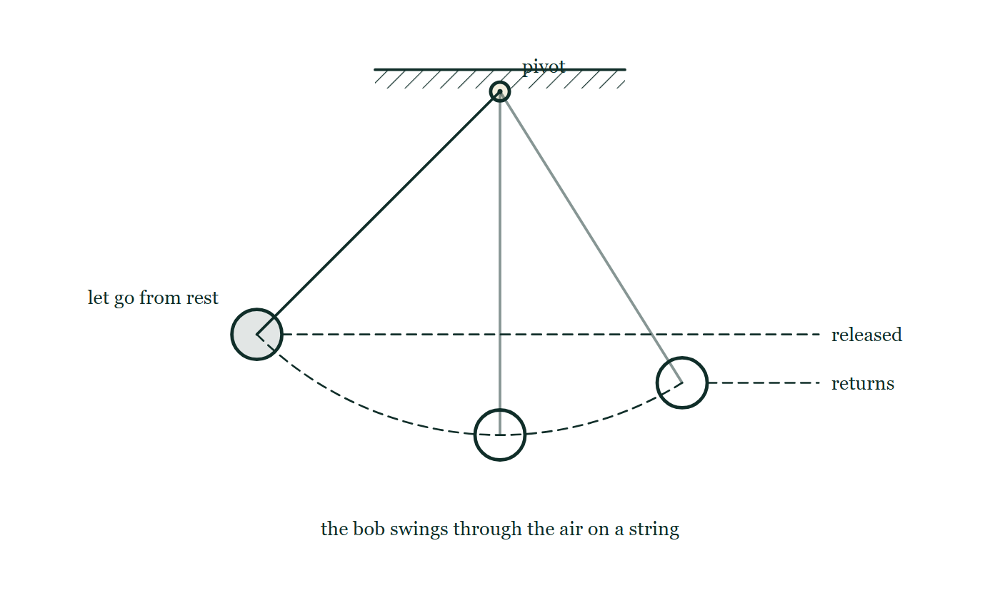 pivot
let go from rest
released
returns
the bob swings through the air on a string